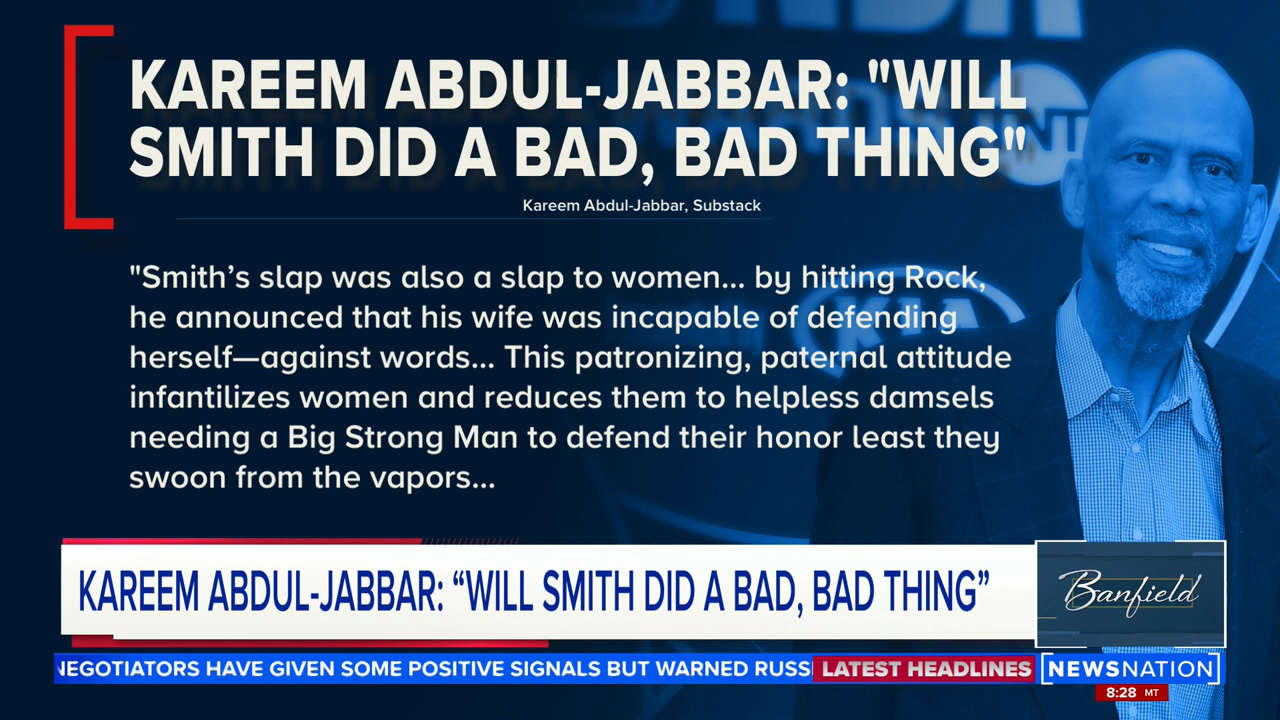 KAREEM ABDUL-JABBAR: "WILL
SMITH DID A BAD, BAD THING"
Kareem Abdul-Jabbar, Substack
"Smith’s slap was also a slap to women... by hitting Rock,
he announced that his wife was incapable of defending
herself—against words... This patronizing, paternal attitude
infantilizes women and reduces them to helpless damsels
needing a Big Strong Man to defend their honor least they
swoon from the vapors...
KIA
KAREEM ABDUL-JABBAR: “WILL SMITH DID A BAD, BAD THING”
Banfield
NEGOTIATORS HAVE GIVEN SOME POSITIVE SIGNALS BUT WARNED RUSS
LATEST HEADLINES
NEWSNATION
8:28 MT